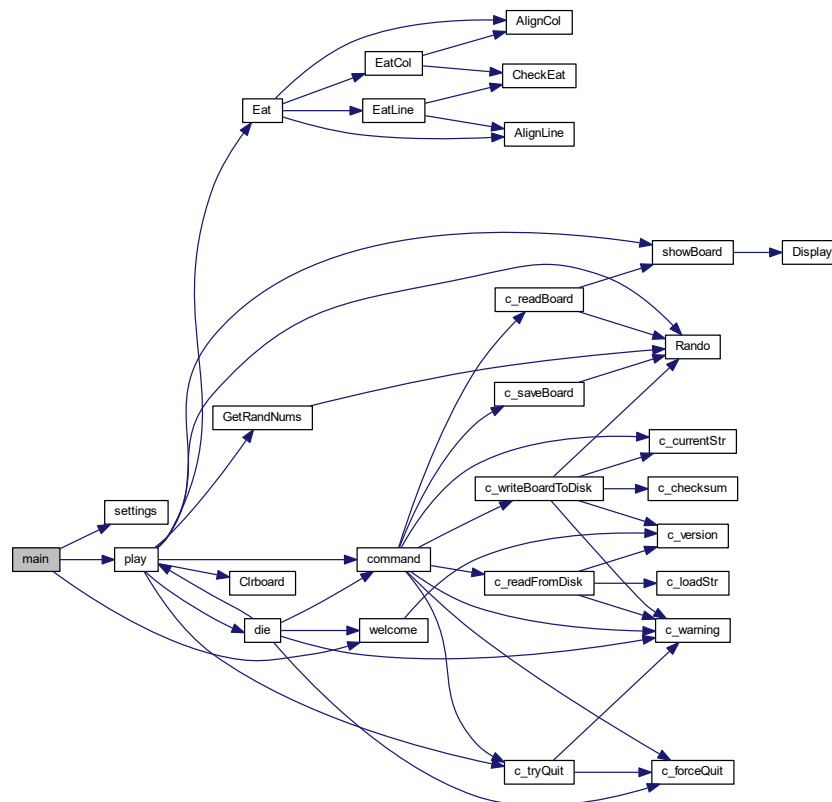 AlignCol
EatCol
CheckEat
Eat
EatLine
AlignLine
showBoard
Display
c_readBoard
Rando
c_saveBoard
GetRandNums
c_currentStr
c_writeBoardToDisk
c_checksum
settings
c_version
main
play
command
Clrboard
c_readFromDisk
c_loadStr
die
welcome
c_warning
c_tryQuit
c_forceQuit